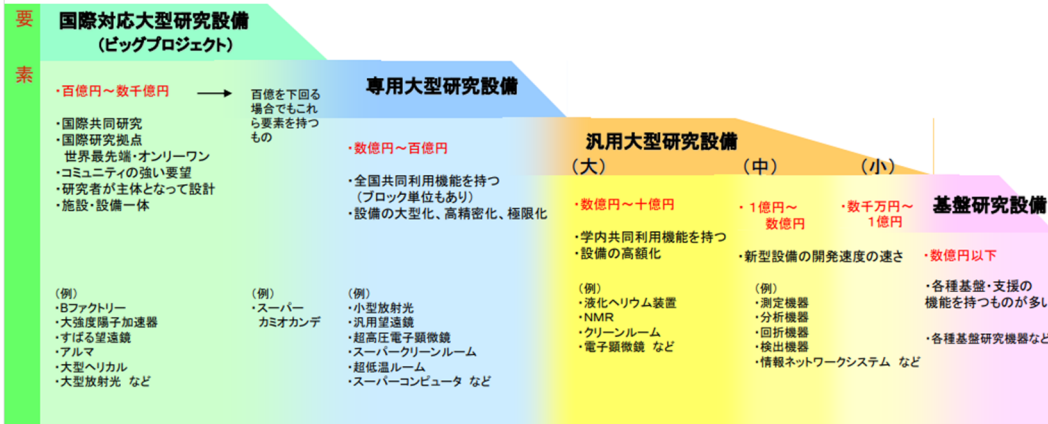 要素
国際対応大型研究設備
(ビッグプロジェクト)
・百億円～数千億円
・国際共同研究
・国際研究拠点
世界最先端・オンリーワン
・コミュニティの強い要望
・研究者が主体となって設計
・施設・設備一体
(例)
・Bファクトリー
・大強度陽子加速器
・すばる望遠鏡
・アルマ
・大型ヘリカル
・大型放射光 など
百億を下回る
場合でもこれ
ら要素を持つ
もの
(例)
・スーパー
カミオカンデ
専用大型研究設備
・数億円～百億円
・全国共同利用機能を持つ
(ブロック単位もあり)
・設備の大型化、高精密化、極限化
(例)
・小型放射光
・汎用望遠鏡
・超高圧電子顕微鏡
・スーパークリーンルーム
・超低温ルーム
・スーパーコンピュータ など
汎用大型研究設備
(大)
・数億円～十億円
・学内共同利用機能を持つ
・設備の高額化
(例)
・液化ヘリウム装置
・NMR
・クリーンルーム
・電子顕微鏡 など
(中)
・1億円～
数億円
(小)
・数千万円～
1億円
・新型設備の開発速度の速さ
(例)
・測定機器
・分析機器
・回折機器
・検出機器
・情報ネットワークシステム など
基盤研究設備
・数億円以下
・各種基盤・支援の
機能を持つものが多い
・各種基盤研究機器など